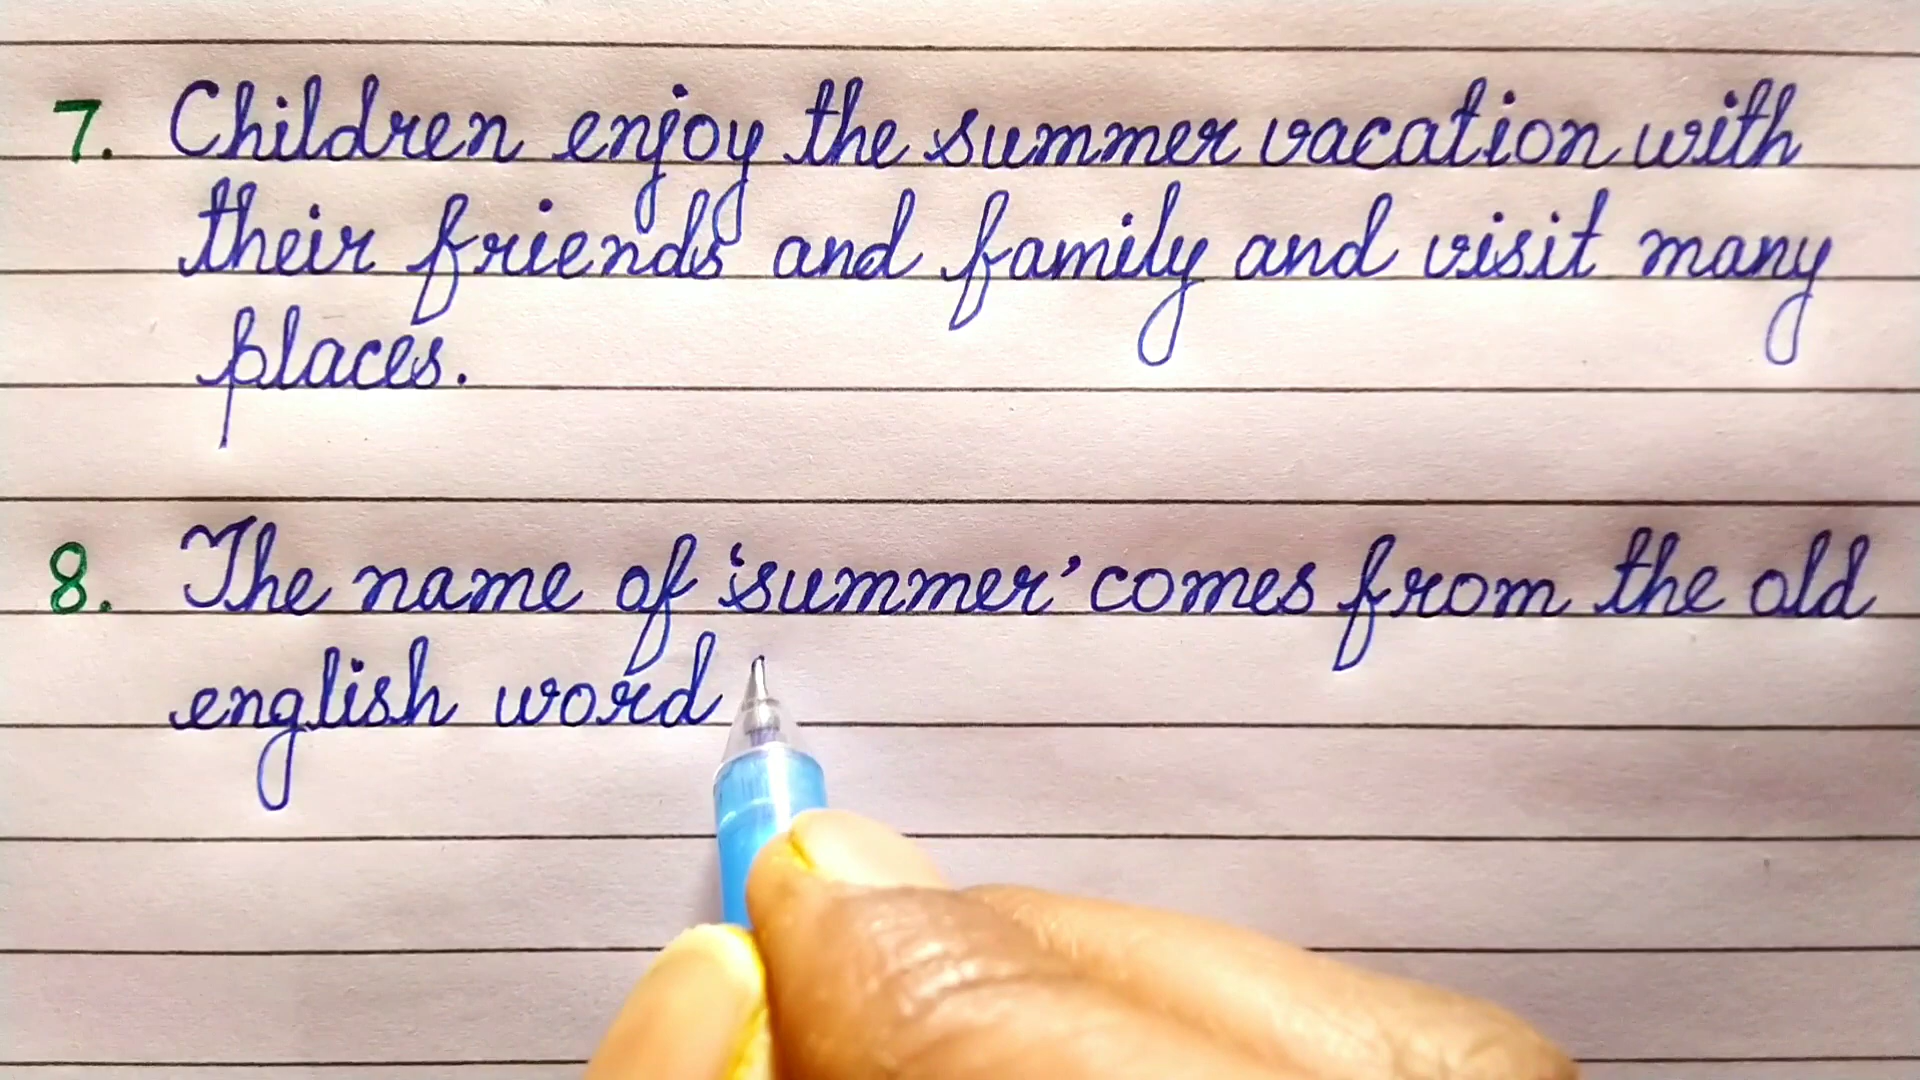 7. Children enjoy the summer vacation with
their friends and family and visit many
places.
8. The name of 'summer' comes from the old
english word